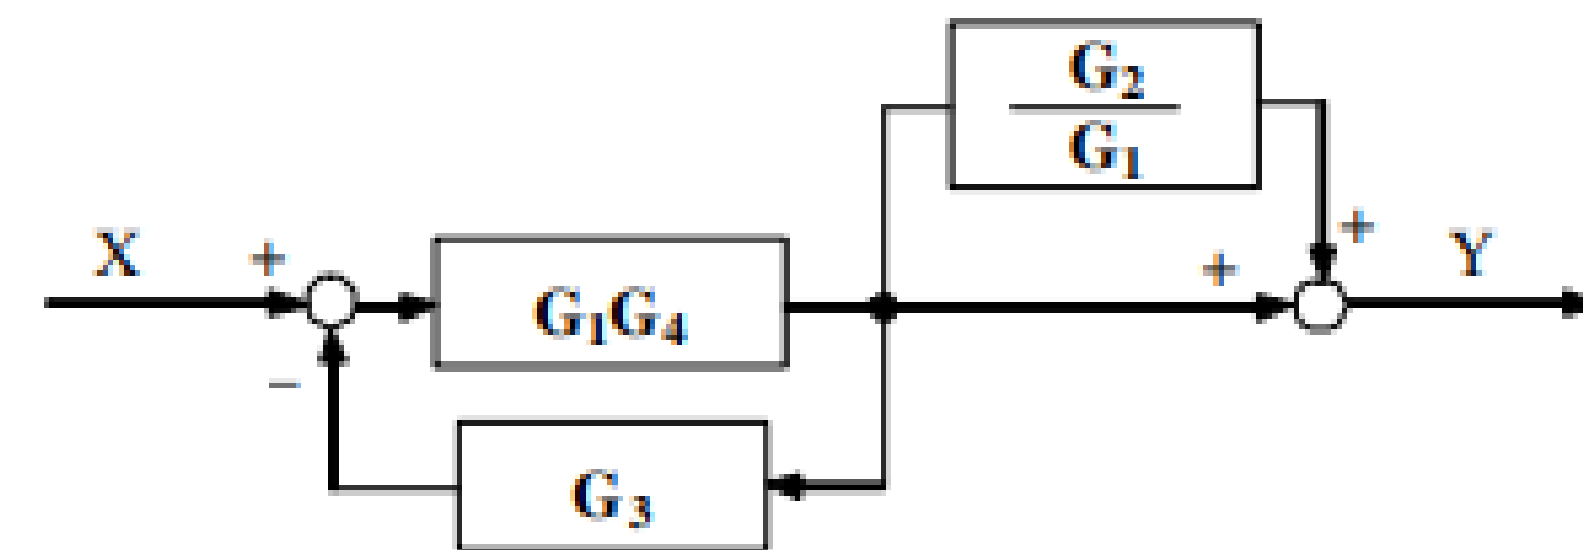 G₂
G₁
X + G₁G₄ + + Y
−
G₃